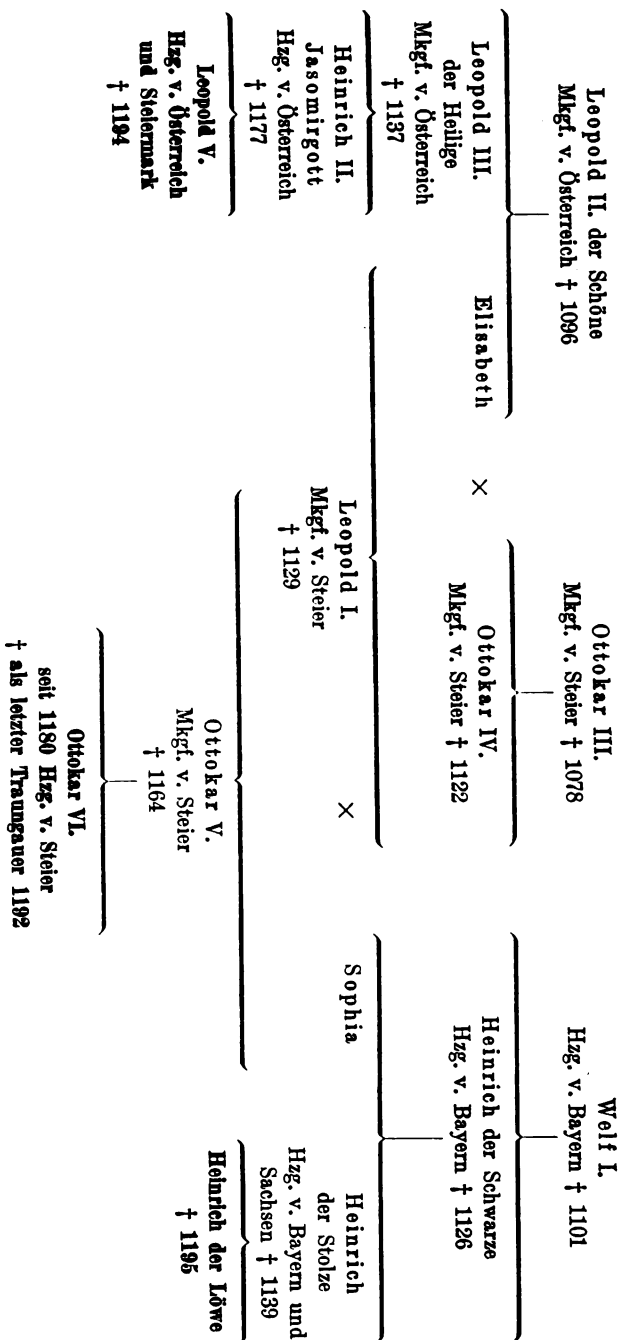 Leopold II. der Schöne
Mkgf. v. Österreich † 1096
Ottokar III.
Mkgf. v. Steier † 1078
Welf I.
Hzg. v. Bayern † 1101
Leopold III.
der Heilige
Mkgf. v. Österreich
† 1137
Elisabeth
×
Ottokar IV.
Mkgf. v. Steier † 1122
Heinrich der Schwarze
Hzg. v. Bayern † 1126
Heinrich II.
Jasomirgott
Hzg. v. Österreich
† 1177
Leopold I.
Mkgf. v. Steier
† 1129
×
Sophia
Heinrich
der Stolze
Hzg. v. Bayern und
Sachsen † 1139
Leopold V.
Hzg. v. Österreich
und Steiermark
† 1194
Ottokar V.
Mkgf. v. Steier
† 1164
Heinrich der Löwe
† 1195
Ottokar VI.
seit 1180 Hzg. v. Steier
† als letzter Traungauer 1192